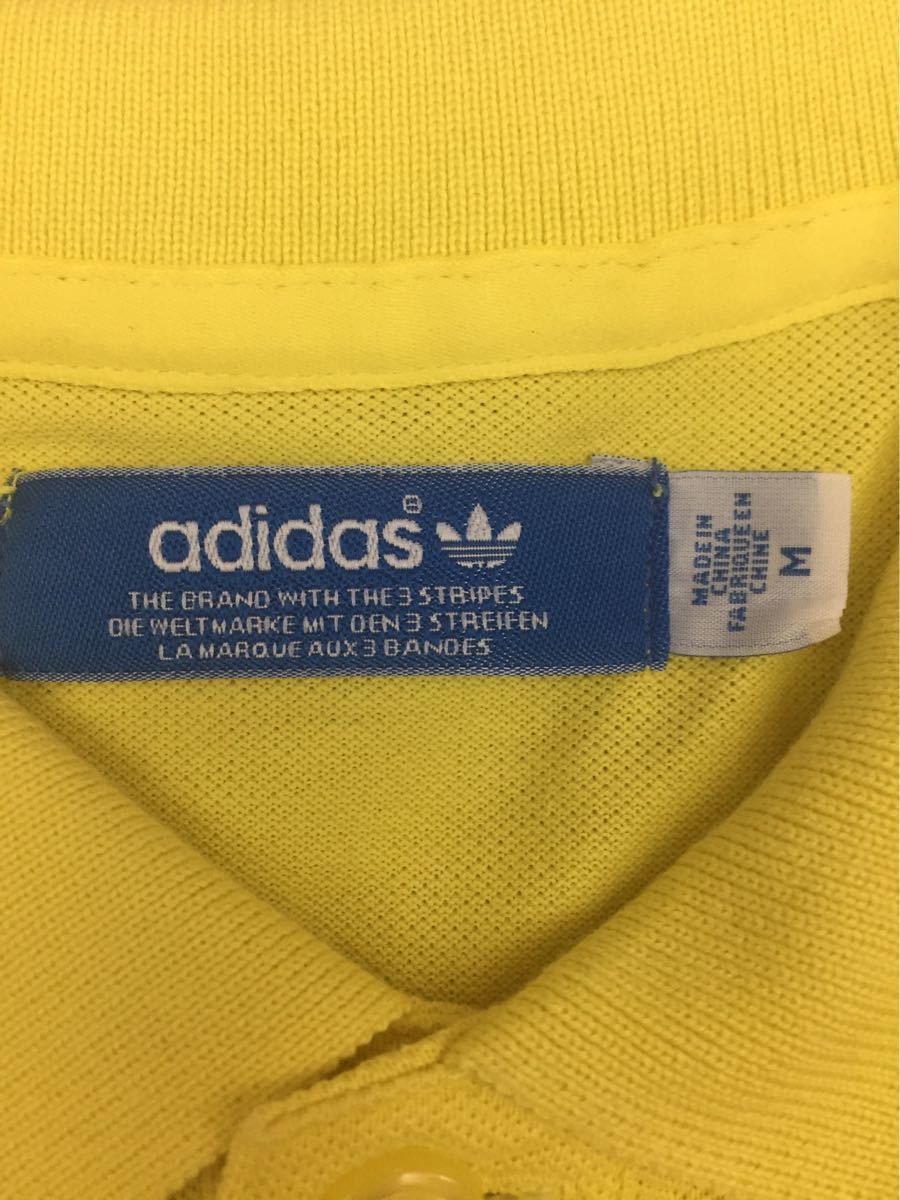 adidas®
THE BRAND WITH THE 3 STRIPES
DIE WELTMARKE MIT DEN 3 STREIFEN
LA MARQUE AUX 3 BANDES
MADE IN
CHINA
FABRIQUE EN
CHINE
M